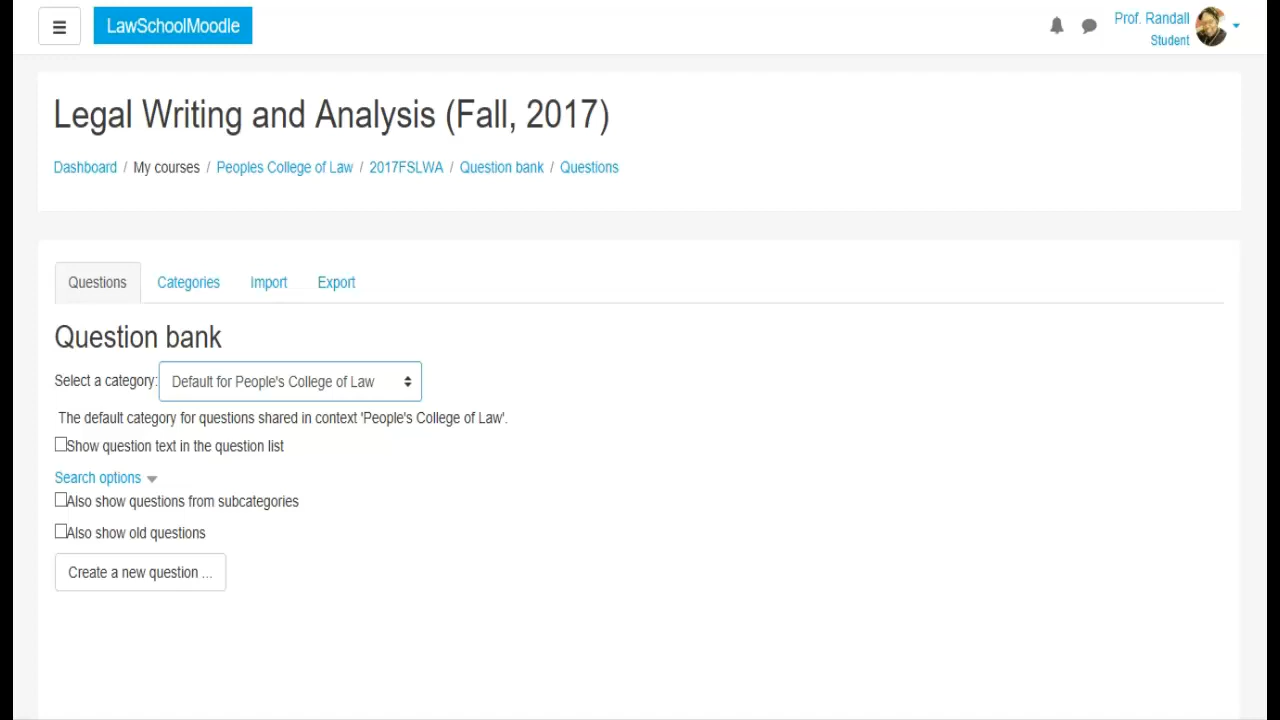 LawSchoolMoodle
Prof. Randall
Student
Legal Writing and Analysis (Fall, 2017)
Dashboard / My courses / Peoples College of Law / 2017FSLWA / Question bank / Questions
Questions Categories Import Export
Question bank
Select a category: Default for People's College of Law
The default category for questions shared in context 'People's College of Law'.
Show question text in the question list
Search options
Also show questions from subcategories
Also show old questions
Create a new question ...